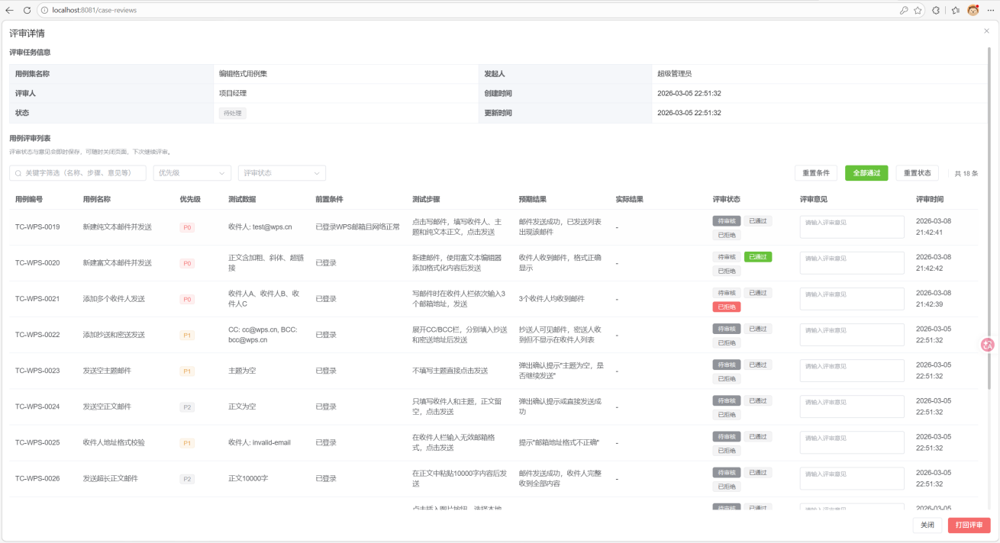 localhost:8081/case-reviews
评审详情
评审任务信息
用例集名称 编辑格式用例集 发起人 超级管理员
评审人 项目经理 创建时间 2026-03-05 22:51:32
状态 待处理 更新时间 2026-03-05 22:51:32
用例评审列表
评审状态与意见会即时保存，可随时关闭页面，下次继续评审。
关键字筛选（名称、步骤、意见等） 优先级 评审状态 重置条件 全部通过 重置状态 共 18 条
用例编号 用例名称 优先级 测试数据 前置条件 测试步骤 预期结果 实际结果 评审状态 评审意见 评审时间
TC-WPS-0019 新建纯文本邮件并发送 P0 收件人: test@wps.cn 已登录WPS邮箱且网络正常 点击写邮件，填写收件人、主题和纯文本正文，点击发送 邮件发送成功，已发送列表出现该邮件 - 待审核 已通过 已拒绝 请输入评审意见 2026-03-08 21:42:41
TC-WPS-0020 新建富文本邮件并发送 P0 正文含加粗、斜体、超链接 已登录 新建邮件，使用富文本编辑器添加格式化内容后发送 收件人收到邮件，格式正确显示 - 待审核 已通过 已拒绝 请输入评审意见 2026-03-08 21:42:42
TC-WPS-0021 添加多个收件人发送 P0 收件人A、收件人B、收件人C 已登录 写邮件时在收件人栏依次输入3个邮箱地址，发送 3个收件人均收到邮件 - 待审核 已通过 已拒绝 请输入评审意见 2026-03-08 21:42:39
TC-WPS-0022 添加抄送和密送发送 P1 CC: cc@wps.cn, BCC: bcc@wps.cn 已登录 展开CC/BCC栏，分别填入抄送和密送地址后发送 抄送人可见邮件，密送人收到但不显示在收件人列表 - 待审核 已通过 已拒绝 请输入评审意见 2026-03-05 22:51:32
TC-WPS-0023 发送空主题邮件 P1 主题为空 已登录 不填写主题直接点击发送 弹出确认提示"主题为空，是否继续发送" - 待审核 已通过 已拒绝 请输入评审意见 2026-03-05 22:51:32
TC-WPS-0024 发送空正文邮件 P2 正文为空 已登录 只填写收件人和主题，正文留空，点击发送 弹出确认提示或直接发送成功 - 待审核 已通过 已拒绝 请输入评审意见 2026-03-05 22:51:32
TC-WPS-0025 收件人地址格式校验 P1 收件人: invalid-email 已登录 在收件人栏输入无效邮箱格式，点击发送 提示"邮箱地址格式不正确" - 待审核 已通过 已拒绝 请输入评审意见 2026-03-05 22:51:32
TC-WPS-0026 发送超长正文邮件 P2 正文10000字 已登录 在正文中粘贴10000字内容后发送 邮件发送成功，收件人完整收到全部内容 - 待审核 已通过 已拒绝 请输入评审意见 2026-03-05 22:51:32
点击插入图片按钮，选择本地 待审核 已通过 请输入评审意见 2026-03-05
关闭 打回评审